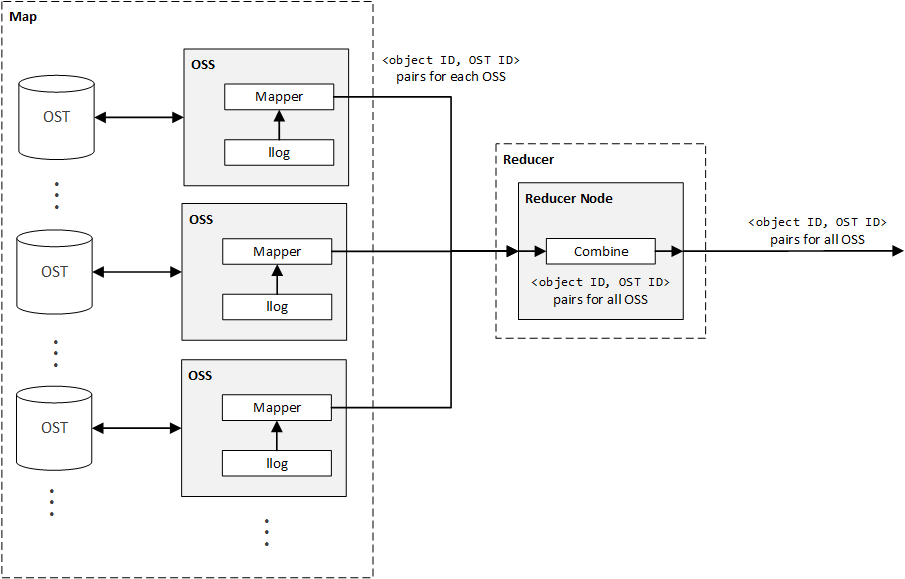 Map
OSS
<object ID, OST ID>
pairs for each OSS
Mapper
OST
llog
Reducer
OSS
Reducer Node
<object ID, OST ID>
pairs for all OSS
Mapper
Combine
OST
<object ID, OST ID>
pairs for all OSS
llog
OSS
Mapper
OST
llog